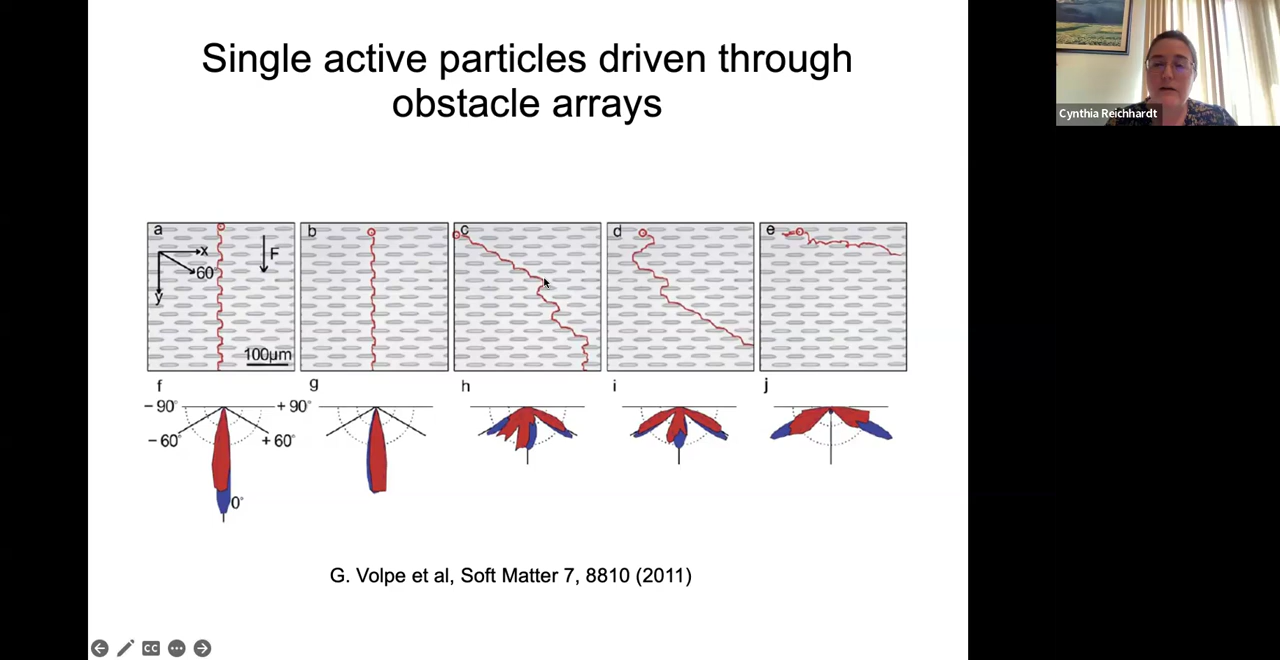 Single active particles driven through
obstacle arrays
Cynthia Reichhardt
a
x
60°
y
F
100μm
b
c
d
e
f
- 90°
+ 90°
- 60°
+ 60°
0°
g
h
i
j
G. Volpe et al, Soft Matter 7, 8810 (2011)
CC